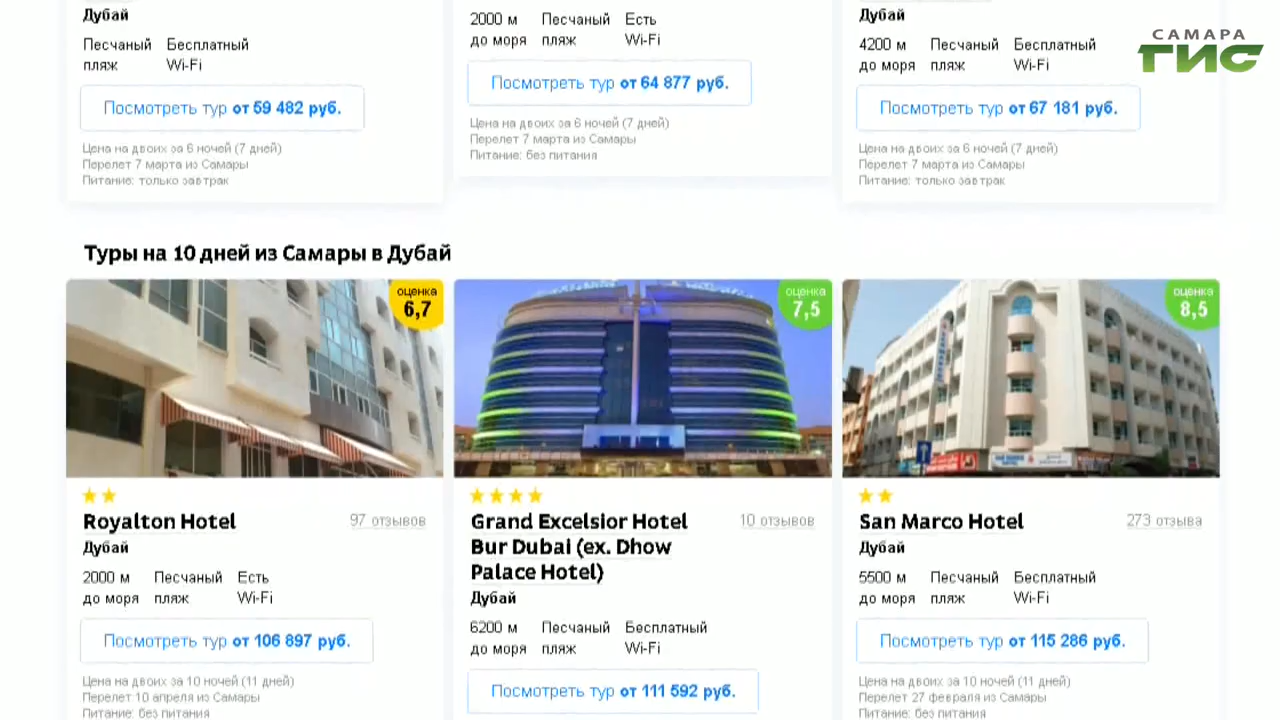 Дубай
Песчаный Бесплатный
пляж Wi-Fi
Посмотреть тур от 59 482 руб.
Цена на двоих за 6 ночей (7 дней)
Перелет 7 марта из Самары
Питание: только завтрак
2000 м Песчаный Есть
до моря пляж Wi-Fi
Посмотреть тур от 64 877 руб.
Цена на двоих за 6 ночей (7 дней)
Перелет 7 марта из Самары
Питание: без питания
Дубай
4200 м Песчаный Бесплатный
до моря пляж Wi-Fi
Посмотреть тур от 67 181 руб.
Цена на двоих за 6 ночей (7 дней)
Перелет 7 марта из Самары
Питание: только завтрак
САМАРА
ГИС
Туры на 10 дней из Самары в Дубай
оценка
6,7
Royalton Hotel 97 отзывов
Дубай
2000 м Песчаный Есть
до моря пляж Wi-Fi
Посмотреть тур от 106 897 руб.
Цена на двоих за 10 ночей (11 дней)
Перелет 10 апреля из Самары
Питание: без питания
оценка
7,5
Grand Excelsior Hotel 10 отзывов
Bur Dubai (ex. Dhow
Palace Hotel)
Дубай
6200 м Песчаный Бесплатный
до моря пляж Wi-Fi
Посмотреть тур от 111 592 руб.
оценка
8,5
San Marco Hotel 273 отзыва
Дубай
5500 м Песчаный Бесплатный
до моря пляж Wi-Fi
Посмотреть тур от 115 286 руб.
Цена на двоих за 10 ночей (11 дней)
Перелет 27 февраля из Самары
Питание: без питания